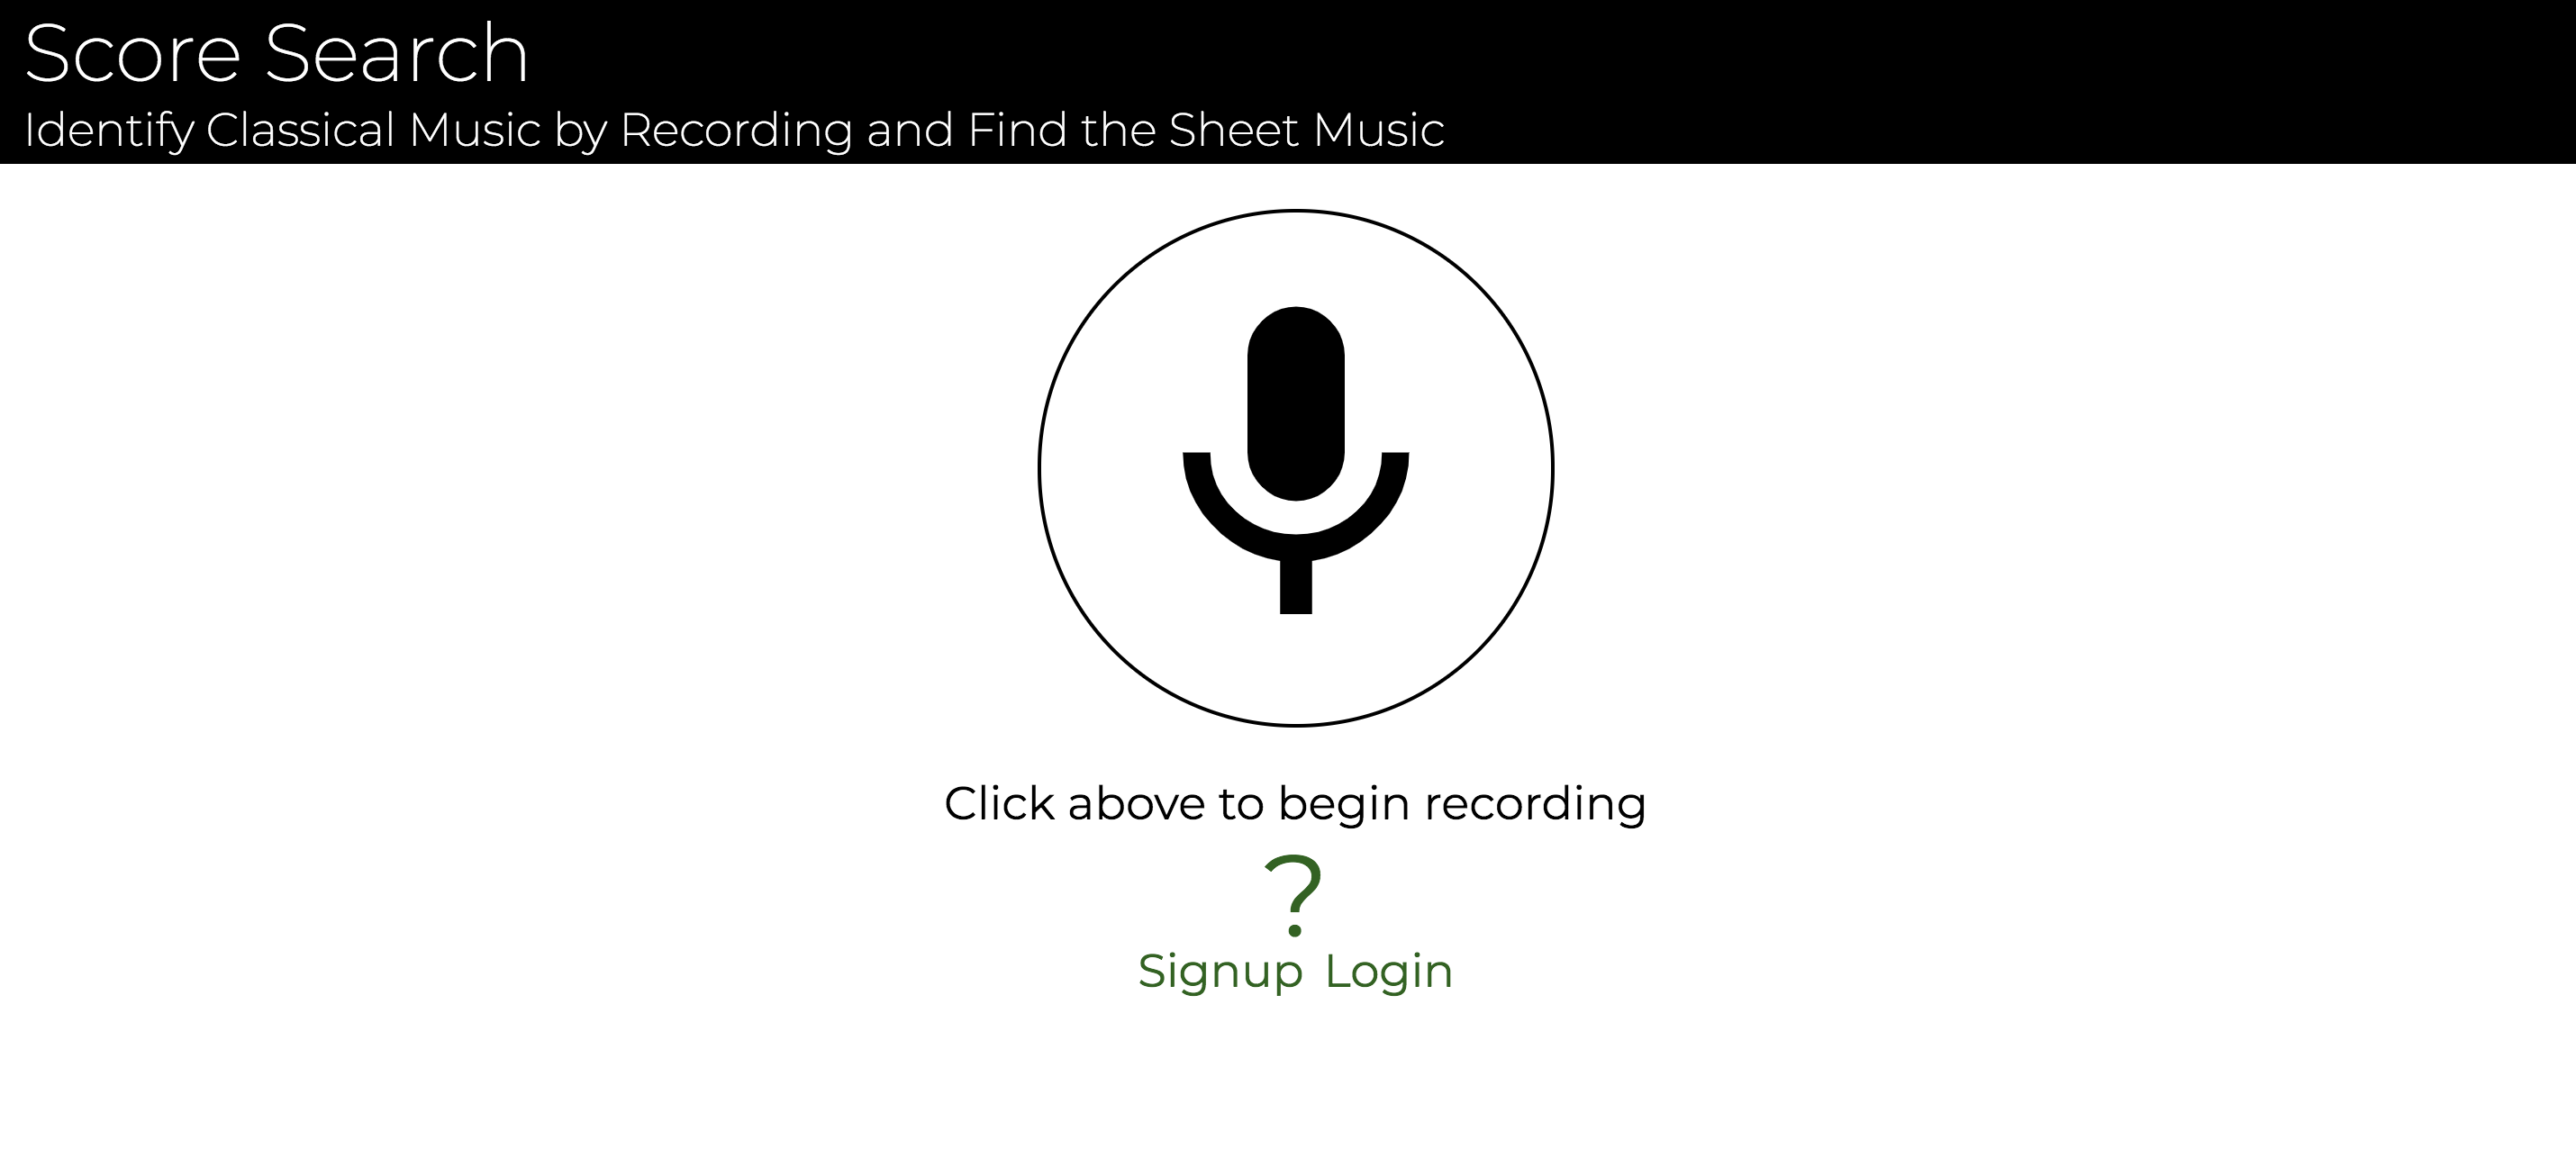 Score Search
Identify Classical Music by Recording and Find the Sheet Music
Click above to begin recording
?
Signup Login